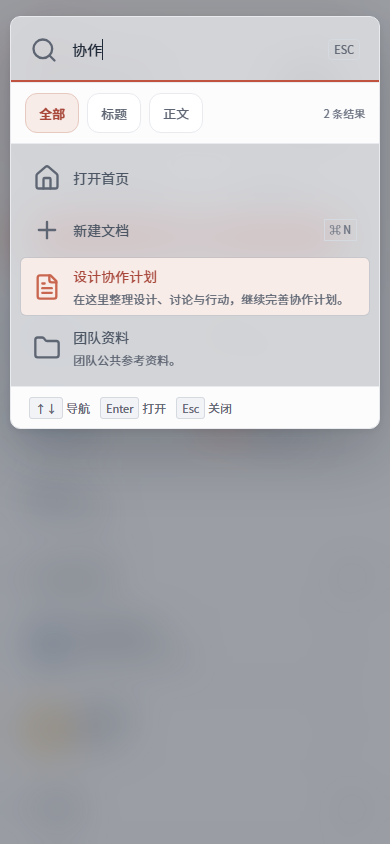 协作 ESC
全部 标题 正文 2 条结果
打开首页
新建文档 ⌘ N
设计协作计划
在这里整理设计、讨论与行动，继续完善协作计划。
团队资料
团队公共参考资料。
↑ ↓ 导航 Enter 打开 Esc 关闭